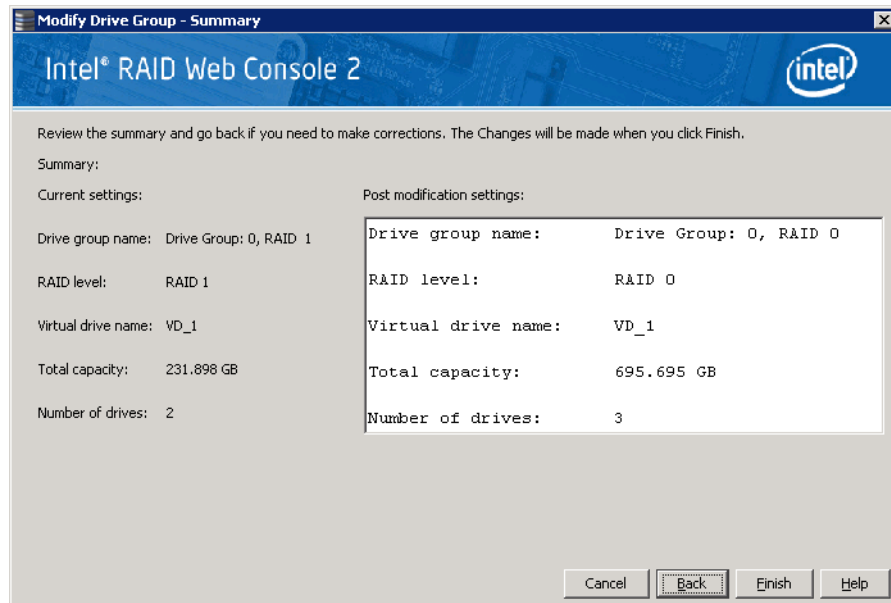 Modify Drive Group - Summary
Intel® RAID Web Console 2
intel
Review the summary and go back if you need to make corrections. The Changes will be made when you click Finish.
Summary:
Current settings:
Drive group name: Drive Group: 0, RAID 1
RAID level: RAID 1
Virtual drive name: VD_1
Total capacity: 231.898 GB
Number of drives: 2
Post modification settings:
Drive group name: Drive Group: 0, RAID 0
RAID level: RAID 0
Virtual drive name: VD_1
Total capacity: 695.695 GB
Number of drives: 3
Cancel Back Finish Help